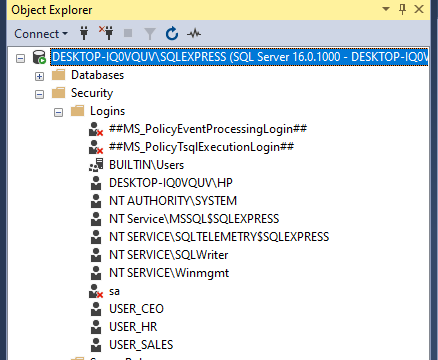 Object Explorer
Connect
DESKTOP-IQ0VQUV\SQLEXPRESS (SQL Server 16.0.1000 - DESKTOP-IQ0V
Databases
Security
Logins
##MS_PolicyEventProcessingLogin##
##MS_PolicyTsqlExecutionLogin##
BUILTIN\Users
DESKTOP-IQ0VQUV\HP
NT AUTHORITY\SYSTEM
NT Service\MSSQL$SQLEXPRESS
NT SERVICE\SQLTELEMETRY$SQLEXPRESS
NT SERVICE\SQLWriter
NT SERVICE\Winmgmt
sa
USER_CEO
USER_HR
USER_SALES